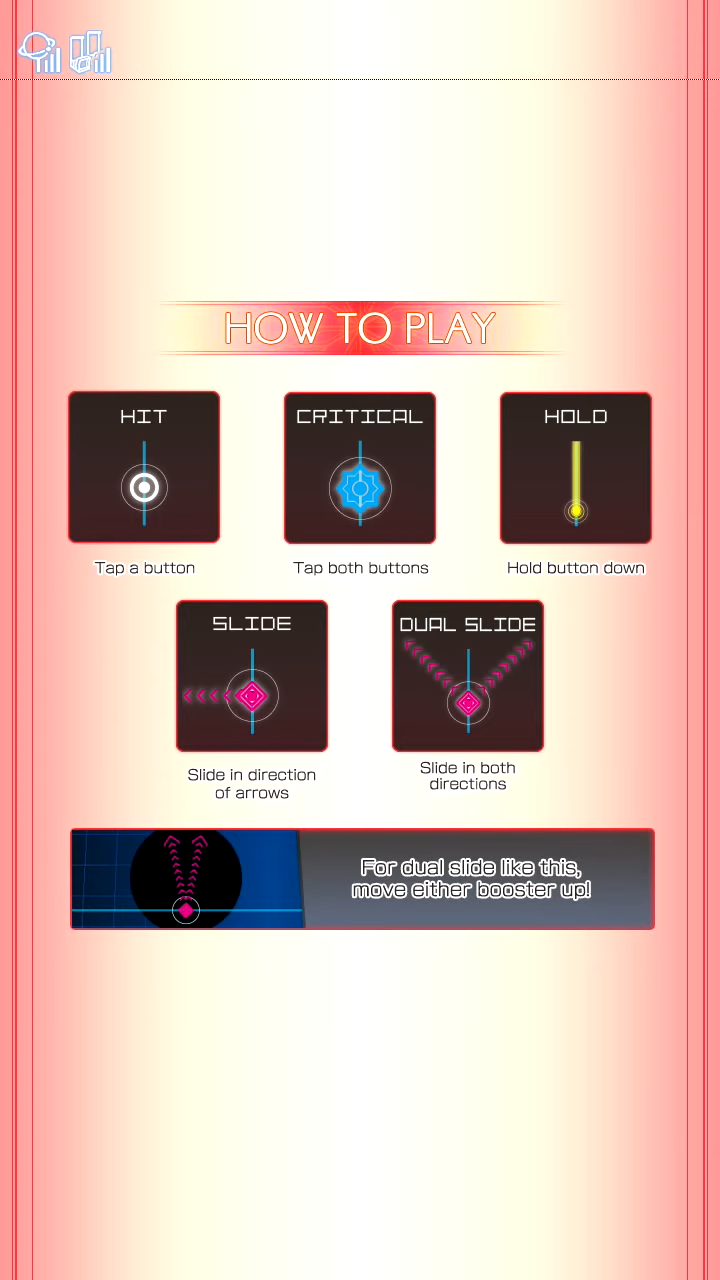 HOW TO PLAY
HIT
CRITICAL
HOLD
Tap a button
Tap both buttons
Hold button down
SLIDE
DUAL SLIDE
Slide in direction
of arrows
Slide in both
directions
For dual slide like this,
move either booster up!